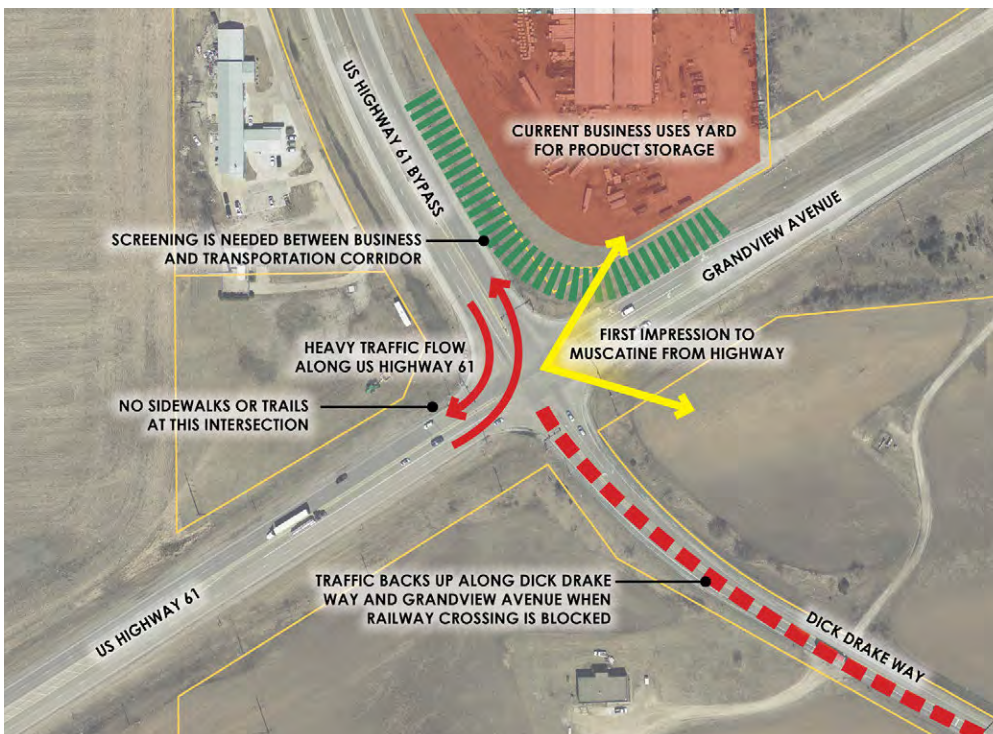 US HIGHWAY 61 BYPASS
CURRENT BUSINESS USES YARD
FOR PRODUCT STORAGE
SCREENING IS NEEDED BETWEEN BUSINESS
AND TRANSPORTATION CORRIDOR
GRANDVIEW AVENUE
HEAVY TRAFFIC FLOW
ALONG US HIGHWAY 61
FIRST IMPRESSION TO
MUSCATINE FROM HIGHWAY
NO SIDEWALKS OR TRAILS
AT THIS INTERSECTION
US HIGHWAY 61
TRAFFIC BACKS UP ALONG DICK DRAKE
WAY AND GRANDVIEW AVENUE WHEN
RAILWAY CROSSING IS BLOCKED
DICK DRAKE WAY